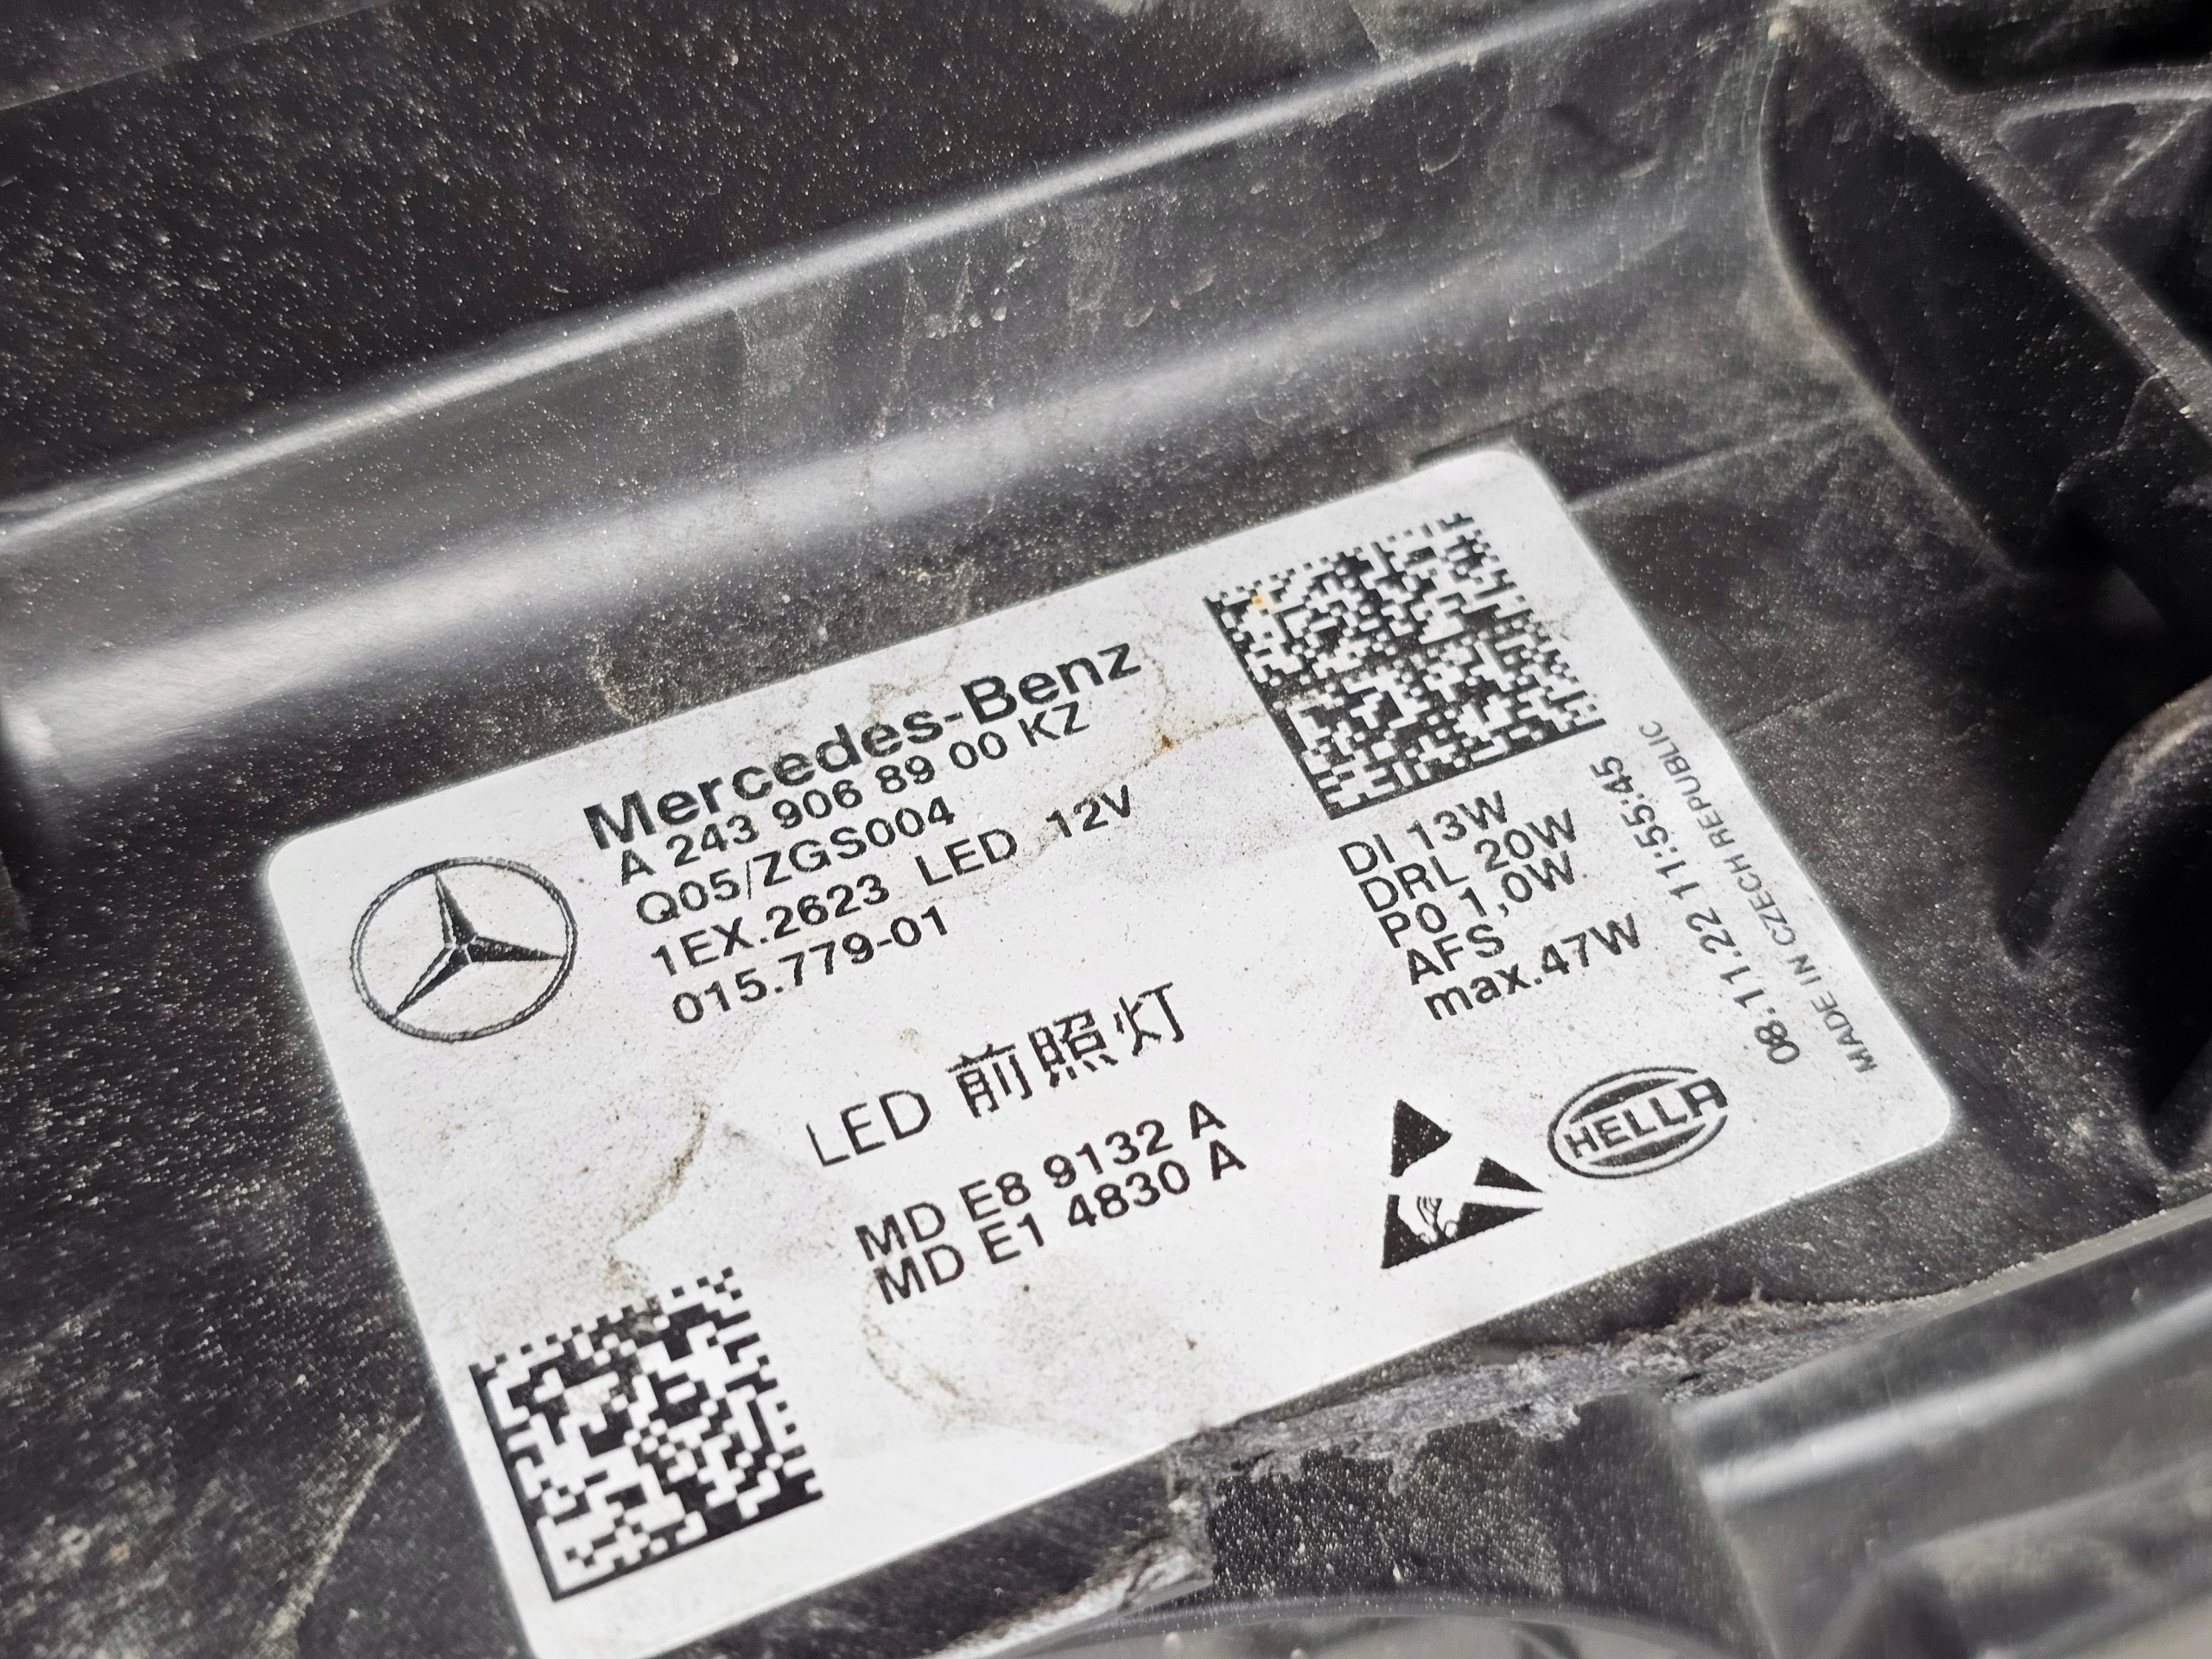 Mercedes-Benz
A 243 906 89 00 KZ
Q05/ZGS004
1EX.2623 LED 12V
015.779-01
DI 13W
DRL 20W
PO 1,0W
AFS
max.47W
08.11.22 11:55:45
MADE IN CZECH REPUBLIC
LED 前照灯
MD E8 9132 A
MD E1 4830 A
HELLA